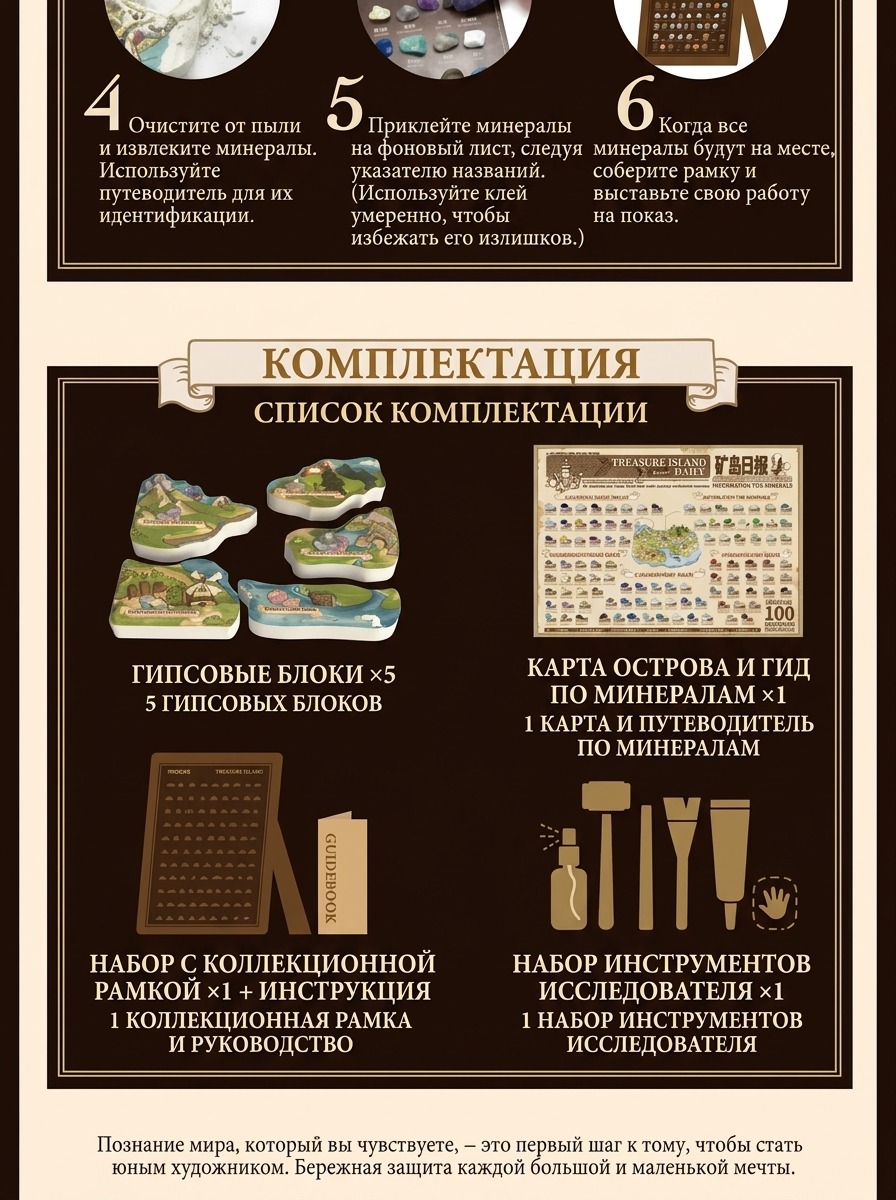 4 Очистите от пыли
и извлеките минералы.
Используйте
путеводитель для их
идентификации.
5 Приклейте минералы
на фоновый лист, следуя
указателю названий.
(Используйте клей
умеренно, чтобы
избежать его излишков.)
6 Когда все
минералы будут на месте,
соберите рамку и
выставьте свою работу
на показ.
КОМПЛЕКТАЦИЯ
СПИСОК КОМПЛЕКТАЦИИ
TREASURE ISLAND
DAILY
矿岛日报
INFORMATION TOS MINERALS
100
ГИПСОВЫЕ БЛОКИ ×5
5 ГИПСОВЫХ БЛОКОВ
КАРТА ОСТРОВА И ГИД
ПО МИНЕРАЛАМ ×1
1 КАРТА И ПУТЕВОДИТЕЛЬ
ПО МИНЕРАЛАМ
TREASURE ISLAND
GUIDEBOOK
НАБОР С КОЛЛЕКЦИОННОЙ
РАМКОЙ ×1 + ИНСТРУКЦИЯ
1 КОЛЛЕКЦИОННАЯ РАМКА
И РУКОВОДСТВО
НАБОР ИНСТРУМЕНТОВ
ИССЛЕДОВАТЕЛЯ ×1
1 НАБОР ИНСТРУМЕНТОВ
ИССЛЕДОВАТЕЛЯ
Познание мира, который вы чувствуете, – это первый шаг к тому, чтобы стать
юным художником. Бережная защита каждой большой и маленькой мечты.